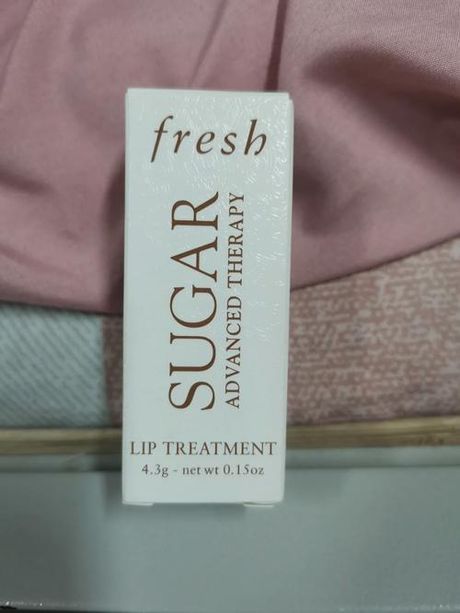 fresh
SUGAR
ADVANCED THERAPY
LIP TREATMENT
4.3g - net wt 0.15oz